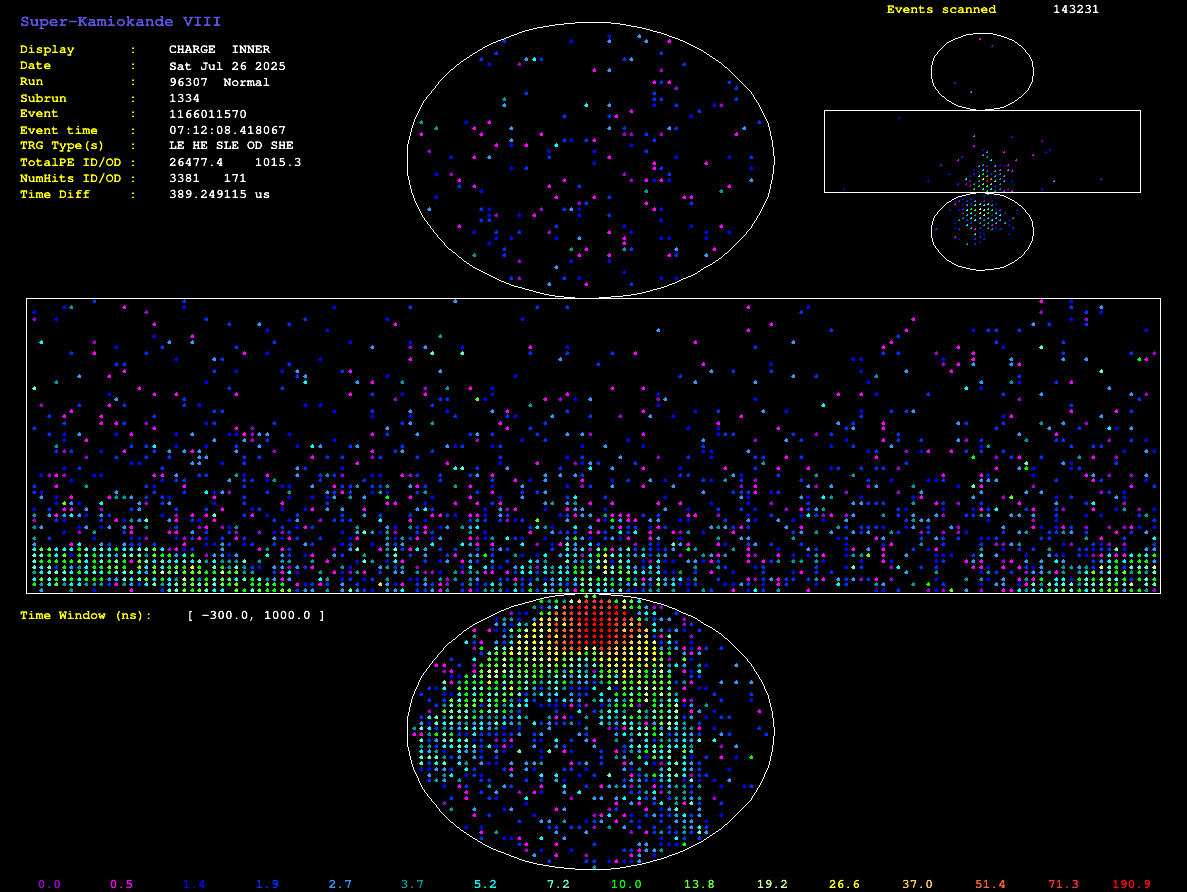 Super-Kamiokande VIII
Events scanned 143231
Display : CHARGE INNER
Date : Sat Jul 26 2025
Run : 96307 Normal
Subrun : 1334
Event : 1166011570
Event time : 07:12:08.418067
TRG Type(s) : LE HE SLE OD SHE
TotalPE ID/OD : 26477.4 1015.3
NumHits ID/OD : 3381 171
Time Diff : 389.249115 us
Time Window (ns): [ -300.0, 1000.0 ]
0.0 0.5 1.4 1.9 2.7 3.7 5.2 7.2 10.0 13.8 19.2 26.6 37.0 51.4 71.3 190.9